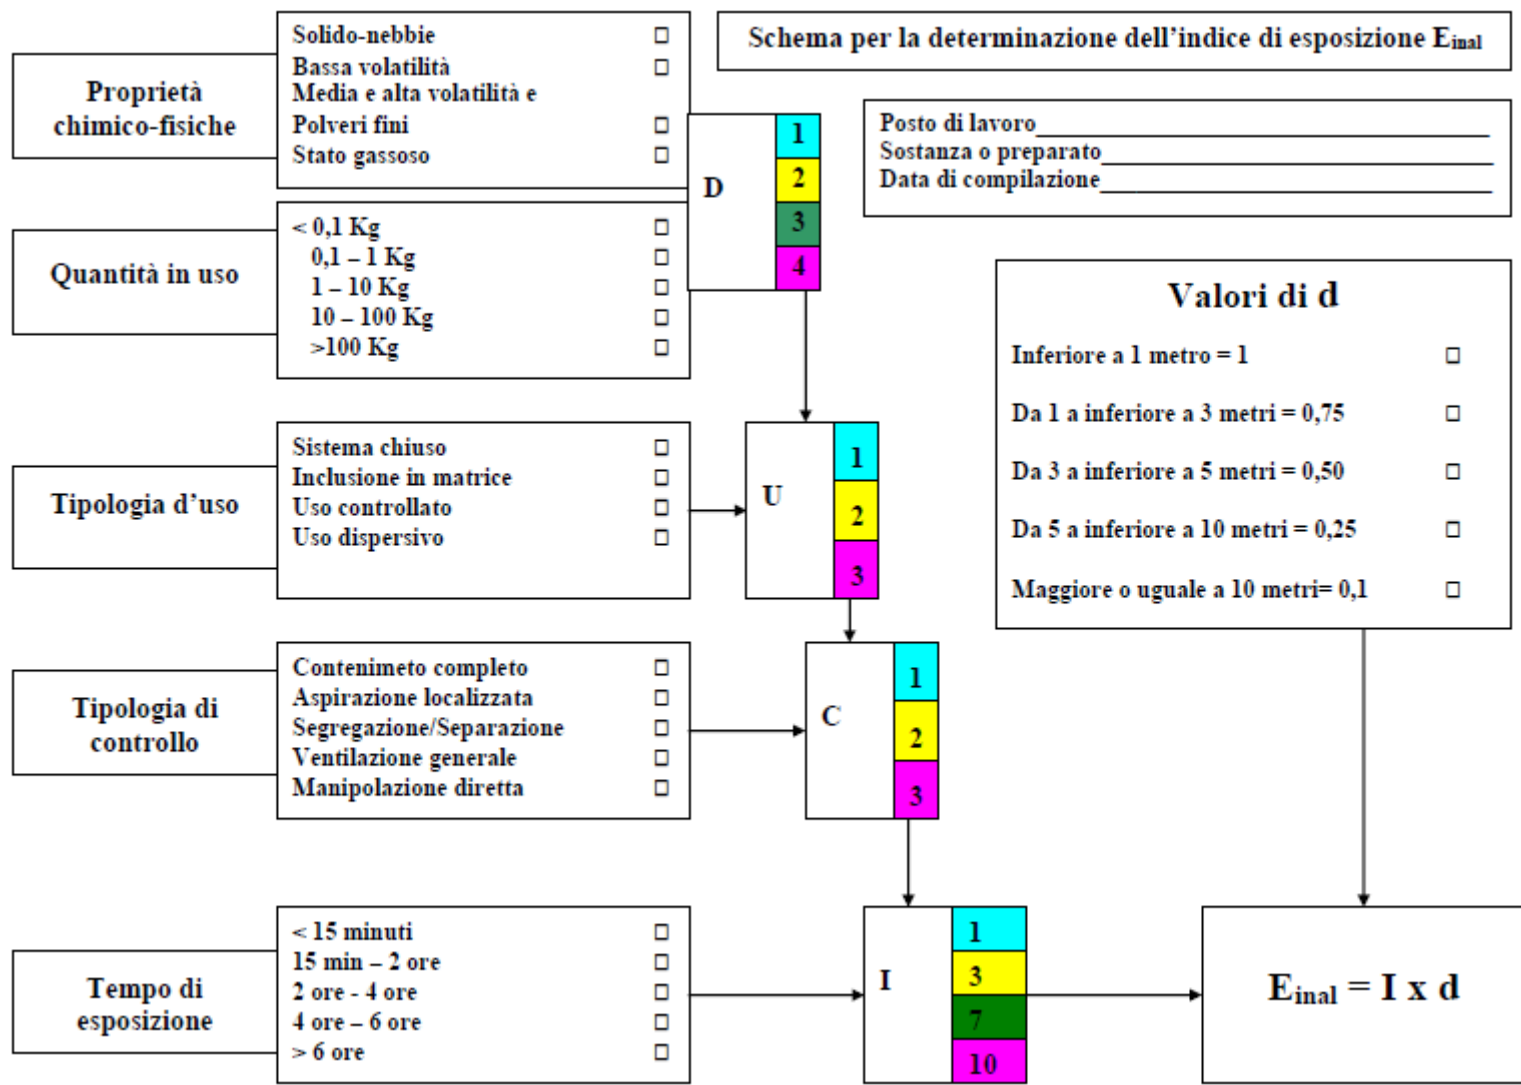 Schema per la determinazione dell'indice di esposizione Einal
Posto di lavoro
Sostanza o preparato
Data di compilazione
Proprietà
chimico-fisiche
Solido-nebbie
Bassa volatilità
Media e alta volatilità e
Polveri fini
Stato gassoso
D
1
2
3
4
Quantità in uso
< 0,1 Kg
0,1 – 1 Kg
1 – 10 Kg
10 – 100 Kg
>100 Kg
Valori di d
Inferiore a 1 metro = 1
Da 1 a inferiore a 3 metri = 0,75
Da 3 a inferiore a 5 metri = 0,50
Da 5 a inferiore a 10 metri = 0,25
Maggiore o uguale a 10 metri= 0,1
Tipologia d'uso
Sistema chiuso
Inclusione in matrice
Uso controllato
Uso dispersivo
U
1
2
3
Tipologia di
controllo
Contenimeto completo
Aspirazione localizzata
Segregazione/Separazione
Ventilazione generale
Manipolazione diretta
C
1
2
3
Tempo di
esposizione
< 15 minuti
15 min – 2 ore
2 ore - 4 ore
4 ore – 6 ore
> 6 ore
I
1
3
7
10
Einal = I x d